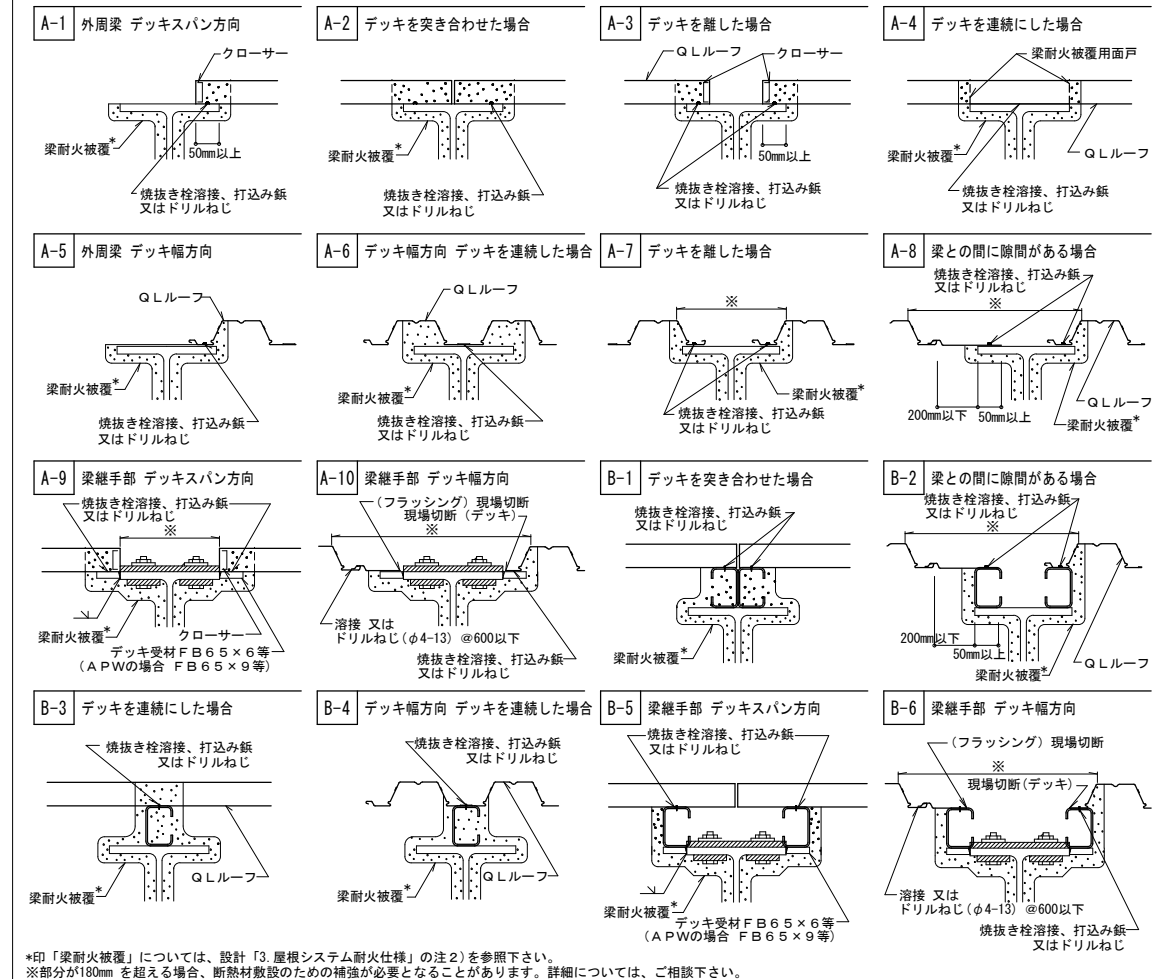 A-1 外周梁 デッキスパン方向
クローサー
梁耐火被覆*
50mm以上
焼抜き栓溶接、打込み鋲
又はドリルねじ
A-2 デッキを突き合わせた場合
梁耐火被覆*
焼抜き栓溶接、打込み鋲
又はドリルねじ
A-3 デッキを離した場合
QLルーフ
クローサー
梁耐火被覆*
50mm以上
焼抜き栓溶接、打込み鋲
又はドリルねじ
A-4 デッキを連続にした場合
梁耐火被覆用面戸
梁耐火被覆*
QLルーフ
焼抜き栓溶接、打込み鋲
又はドリルねじ
A-5 外周梁 デッキ幅方向
QLルーフ
梁耐火被覆*
焼抜き栓溶接、打込み鋲
又はドリルねじ
A-6 デッキ幅方向 デッキを連続した場合
QLルーフ
梁耐火被覆*
焼抜き栓溶接、打込み鋲
又はドリルねじ
A-7 デッキを離した場合
※
梁耐火被覆*
焼抜き栓溶接、打込み鋲
又はドリルねじ
A-8 梁との間に隙間がある場合
焼抜き栓溶接、打込み鋲
又はドリルねじ
※
200mm以下
50mm以上
QLルーフ
梁耐火被覆*
A-9 梁継手部 デッキスパン方向
焼抜き栓溶接、打込み鋲
又はドリルねじ
※
梁耐火被覆*
クローサー
デッキ受材FB65×6等
(APWの場合 FB65×9等)
A-10 梁継手部 デッキ幅方向
(フラッシング)現場切断
現場切断(デッキ)
※
溶接 又は
ドリルねじ(φ4-13) @600以下
焼抜き栓溶接、打込み鋲
又はドリルねじ
B-1 デッキを突き合わせた場合
焼抜き栓溶接、打込み鋲
又はドリルねじ
梁耐火被覆*
B-2 梁との間に隙間がある場合
焼抜き栓溶接、打込み鋲
又はドリルねじ
※
200mm以下
50mm以上
QLルーフ
梁耐火被覆*
B-3 デッキを連続にした場合
焼抜き栓溶接、打込み鋲
又はドリルねじ
梁耐火被覆*
QLルーフ
B-4 デッキ幅方向 デッキを連続した場合
焼抜き栓溶接、打込み鋲
又はドリルねじ
梁耐火被覆*
QLルーフ
B-5 梁継手部 デッキスパン方向
焼抜き栓溶接、打込み鋲
又はドリルねじ
梁耐火被覆*
デッキ受材FB65×6等
(APWの場合 FB65×9等)
B-6 梁継手部 デッキ幅方向
(フラッシング)現場切断
※
現場切断(デッキ)
溶接 又は
ドリルねじ(φ4-13) @600以下
焼抜き栓溶接、打込み鋲
又はドリルねじ
*印「梁耐火被覆」については、設計「3.屋根システム耐火仕様」の注2)を参照下さい。
※部分が180mm を超える場合、断熱材敷設のための補強が必要となることがあります。詳細については、ご相談下さい。